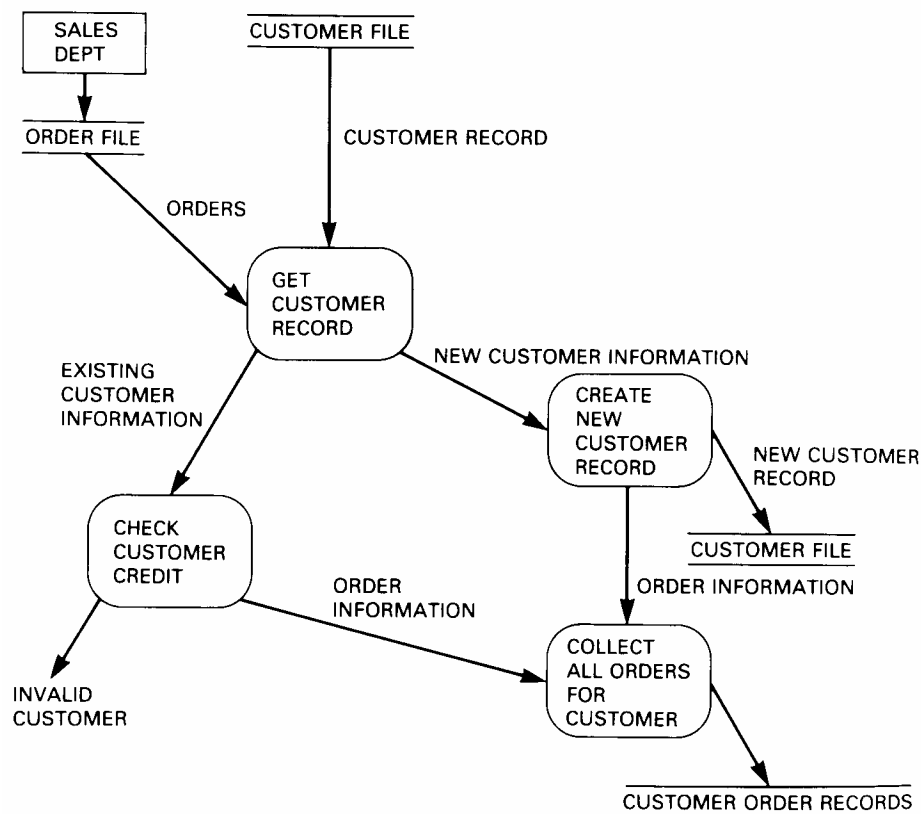 SALES
DEPT
CUSTOMER FILE
ORDER FILE
CUSTOMER RECORD
ORDERS
GET
CUSTOMER
RECORD
EXISTING
CUSTOMER
INFORMATION
NEW CUSTOMER INFORMATION
CREATE
NEW
CUSTOMER
RECORD
NEW CUSTOMER
RECORD
CUSTOMER FILE
CHECK
CUSTOMER
CREDIT
ORDER
INFORMATION
ORDER INFORMATION
INVALID
CUSTOMER
COLLECT
ALL ORDERS
FOR
CUSTOMER
CUSTOMER ORDER RECORDS